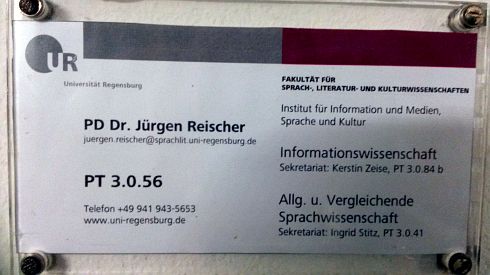 UR
Universität Regensburg
PD Dr. Jürgen Reischer
juergen.reischer@sprachlit.uni-regensburg.de
PT 3.0.56
Telefon +49 941 943-5653
www.uni-regensburg.de
FAKULTÄT FÜR
SPRACH-, LITERATUR- UND KULTURWISSENSCHAFTEN
Institut für Information und Medien,
Sprache und Kultur
Informationswissenschaft
Sekretariat: Kerstin Zeise, PT 3.0.84 b
Allg. u. Vergleichende
Sprachwissenschaft
Sekretariat: Ingrid Stitz, PT 3.0.41